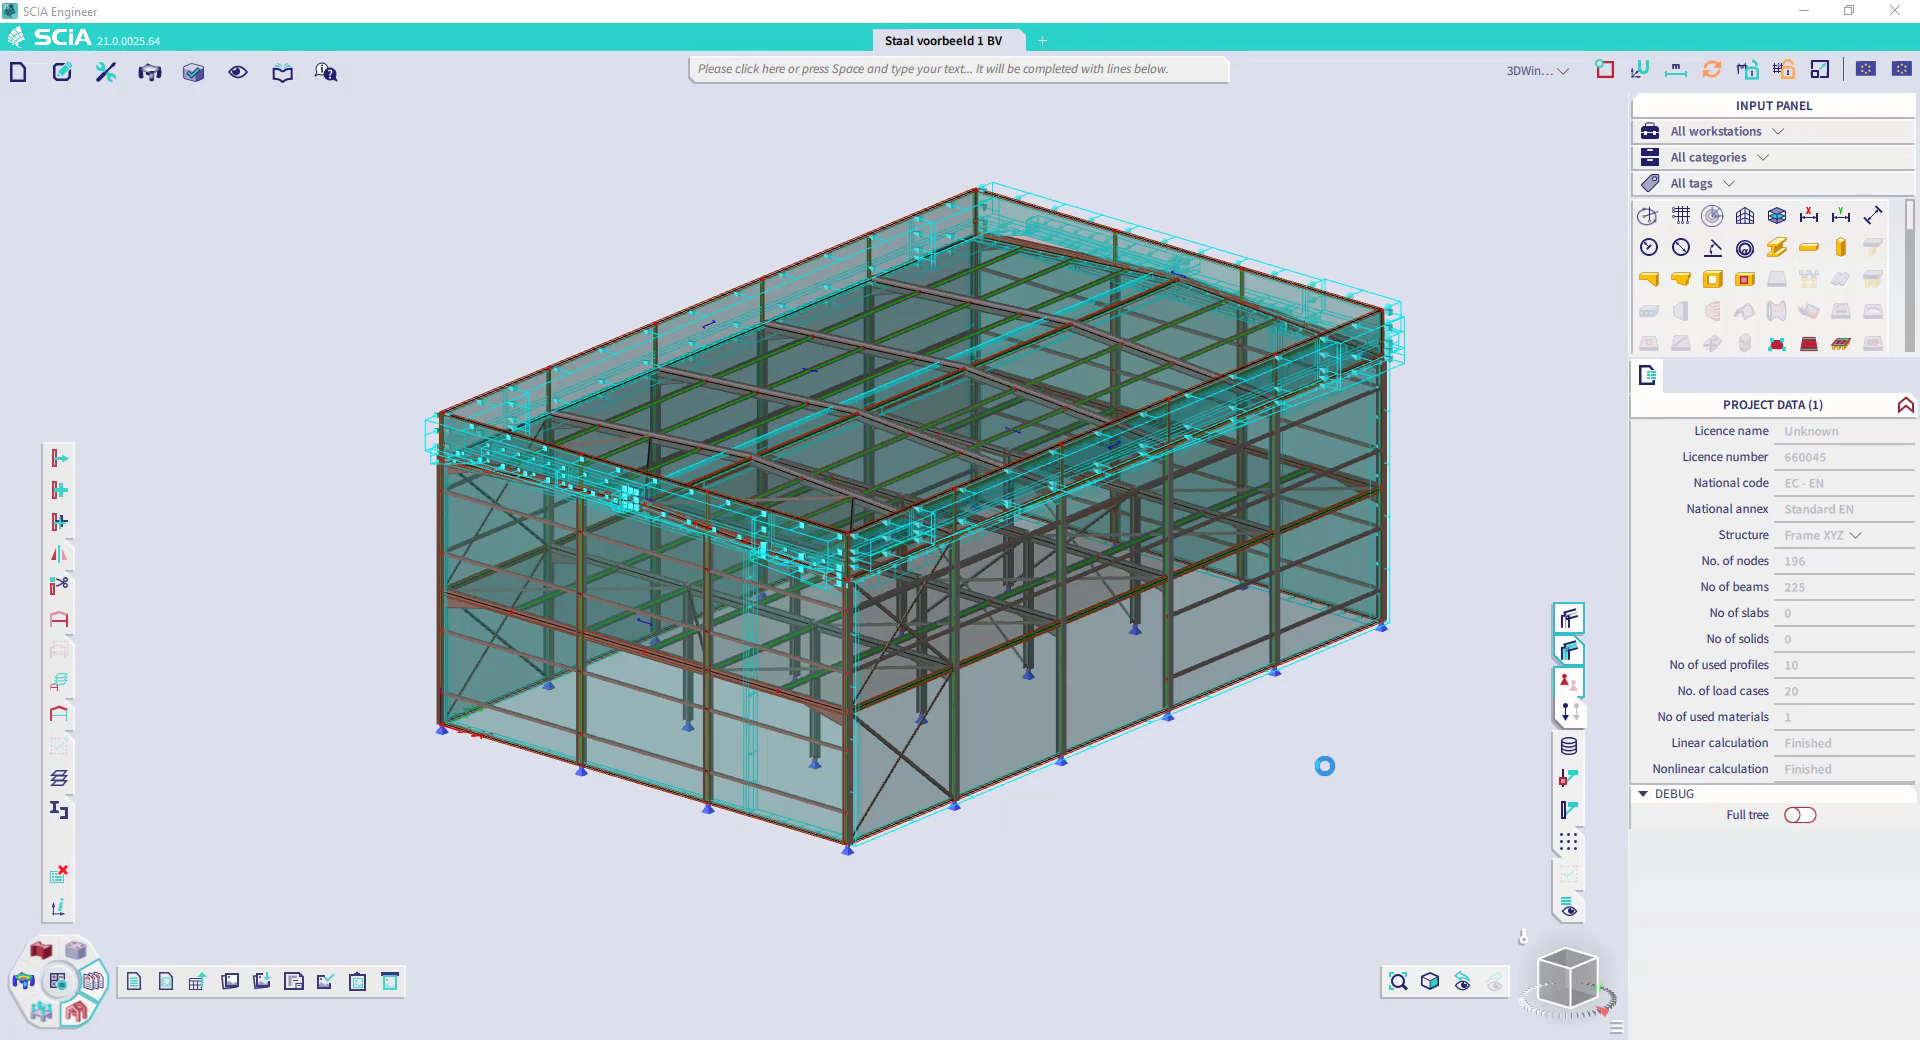 SCIA Engineer
SCiA 21.0.0025.64
Staal voorbeeld 1 BV
+
Please click here or press Space and type your text... It will be completed with lines below.
3DWin...
INPUT PANEL
All workstations
All categories
All tags
PROJECT DATA (1)
Licence name Unknown
Licence number 660045
National code EC - EN
National annex Standard EN
Structure Frame XYZ
No. of nodes 196
No of beams 225
No of slabs 0
No of solids 0
No of used profiles 10
No. of load cases 20
No of used materials 1
Linear calculation Finished
Nonlinear calculation Finished
DEBUG
Full tree